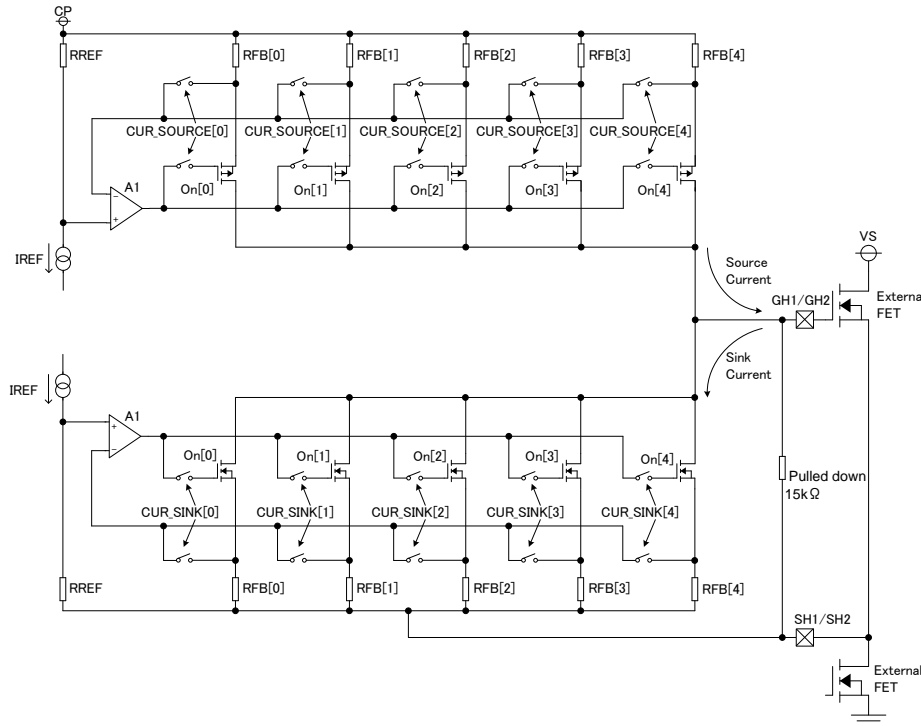 CP
RREF
RFB[0]
RFB[1]
RFB[2]
RFB[3]
RFB[4]
CUR_SOURCE[0]
CUR_SOURCE[1]
CUR_SOURCE[2]
CUR_SOURCE[3]
CUR_SOURCE[4]
On[0]
On[1]
On[2]
On[3]
On[4]
A1
−
+
IREF
Source
Current
VS
GH1/GH2
External
FET
Sink
Current
IREF
A1
+
−
On[0]
On[1]
On[2]
On[3]
On[4]
CUR_SINK[0]
CUR_SINK[1]
CUR_SINK[2]
CUR_SINK[3]
CUR_SINK[4]
Pulled down
15kΩ
RREF
RFB[0]
RFB[1]
RFB[2]
RFB[3]
RFB[4]
SH1/SH2
External
FET